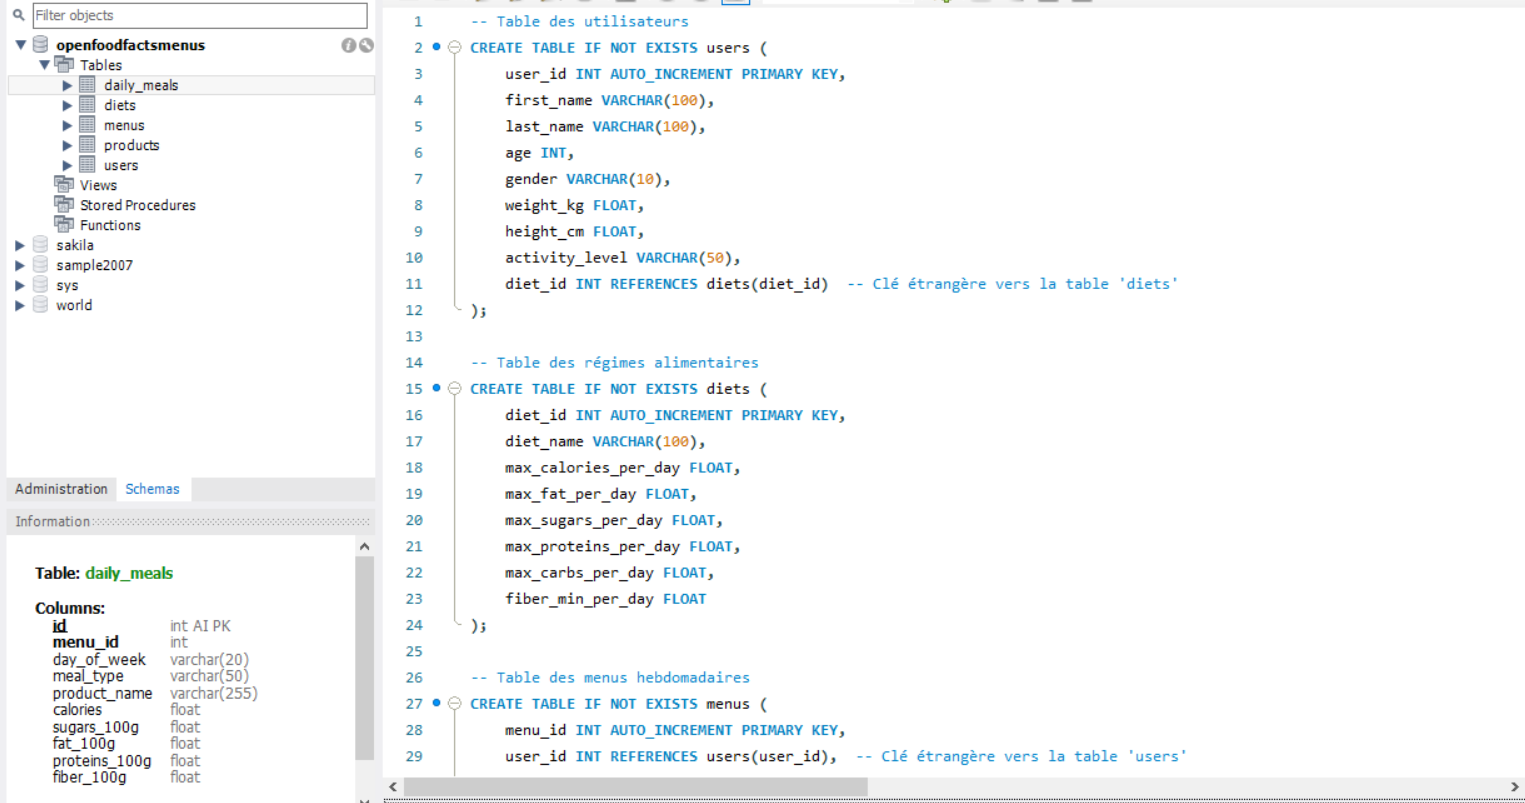 Filter objects
openfoodfactsmenus
Tables
daily_meals
diets
menus
products
users
Views
Stored Procedures
Functions
sakila
sample2007
sys
world
Administration Schemas
Information
Table: daily_meals
Columns:
id int AI PK
menu_id int
day_of_week varchar(20)
meal_type varchar(50)
product_name varchar(255)
calories float
sugars_100g float
fat_100g float
proteins_100g float
fiber_100g float
1 -- Table des utilisateurs
2 CREATE TABLE IF NOT EXISTS users (
3 user_id INT AUTO_INCREMENT PRIMARY KEY,
4 first_name VARCHAR(100),
5 last_name VARCHAR(100),
6 age INT,
7 gender VARCHAR(10),
8 weight_kg FLOAT,
9 height_cm FLOAT,
10 activity_level VARCHAR(50),
11 diet_id INT REFERENCES diets(diet_id) -- Clé étrangère vers la table 'diets'
12 );
13
14 -- Table des régimes alimentaires
15 CREATE TABLE IF NOT EXISTS diets (
16 diet_id INT AUTO_INCREMENT PRIMARY KEY,
17 diet_name VARCHAR(100),
18 max_calories_per_day FLOAT,
19 max_fat_per_day FLOAT,
20 max_sugars_per_day FLOAT,
21 max_proteins_per_day FLOAT,
22 max_carbs_per_day FLOAT,
23 fiber_min_per_day FLOAT
24 );
25
26 -- Table des menus hebdomadaires
27 CREATE TABLE IF NOT EXISTS menus (
28 menu_id INT AUTO_INCREMENT PRIMARY KEY,
29 user_id INT REFERENCES users(user_id), -- Clé étrangère vers la table 'users'